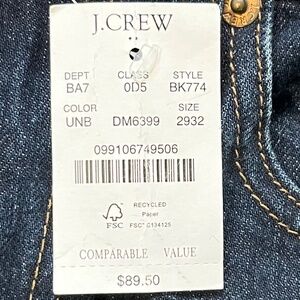 J.CREW
DEPT CLASS STYLE
BA7 0D5 BK774
COLOR SIZE
UNB DM6399 2932
099106749506
RECYCLED
Paper
FSC FSC® C134125
COMPARABLE VALUE
$89.50